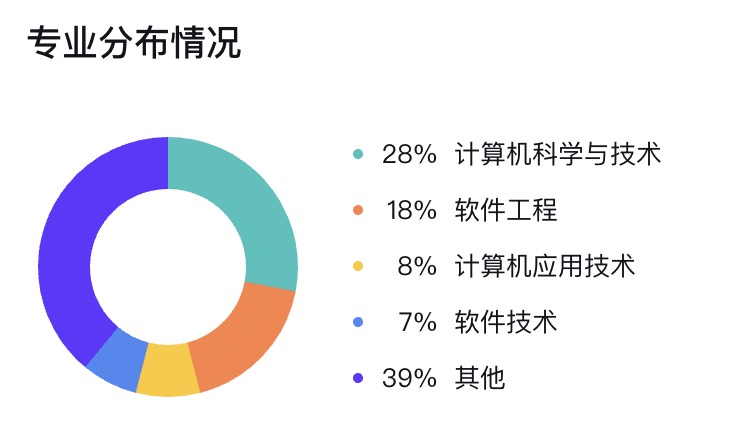 专业分布情况
28% 计算机科学与技术
18% 软件工程
8% 计算机应用技术
7% 软件技术
39% 其他